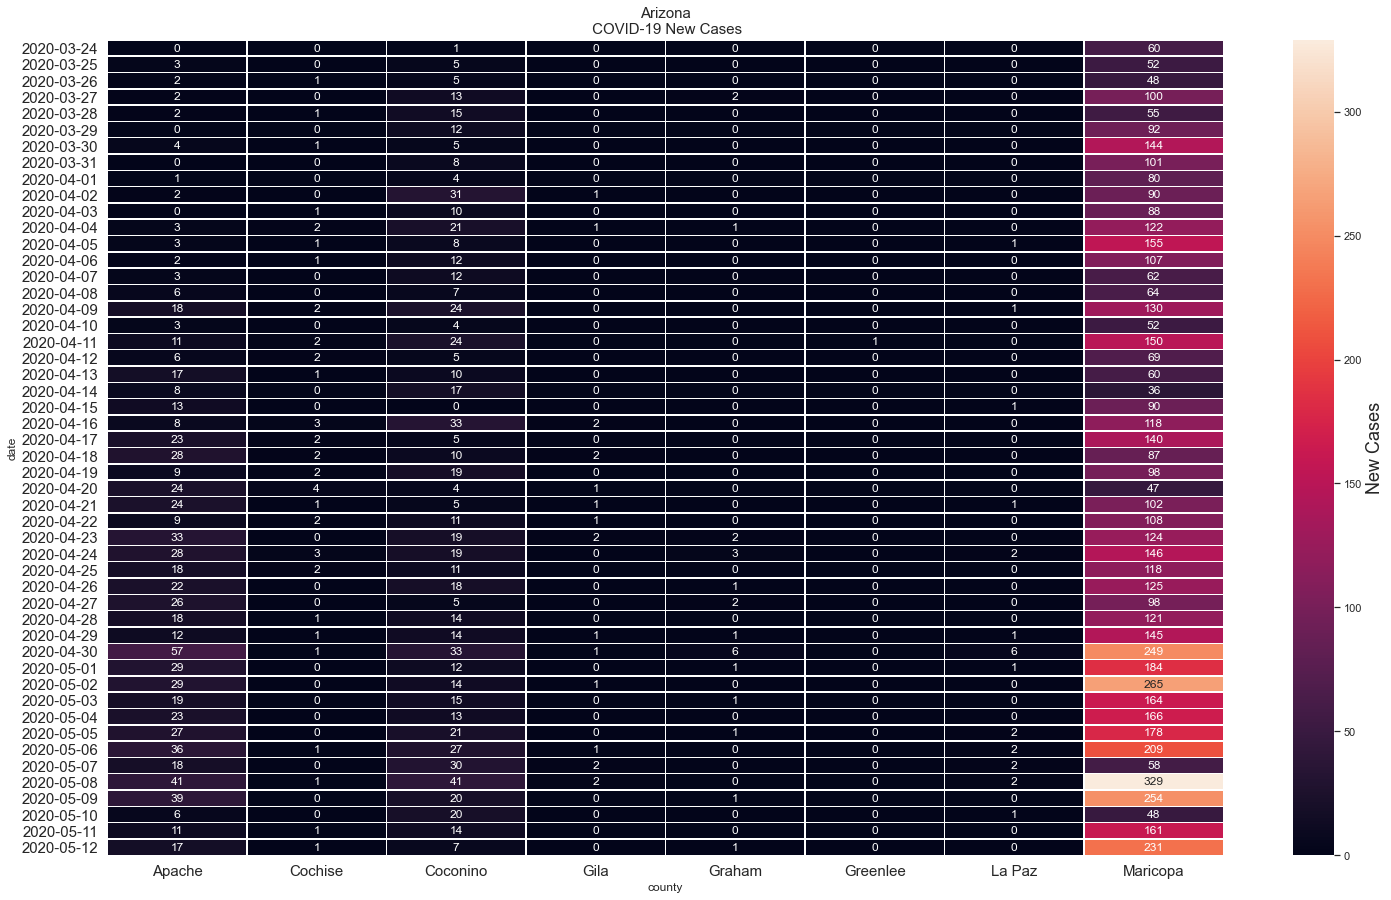 Arizona
COVID-19 New Cases
2020-03-24 0 0 1 0 0 0 0 60
2020-03-25 3 0 5 0 0 0 0 52
2020-03-26 2 1 5 0 0 0 0 48
2020-03-27 2 0 13 0 2 0 0 100
2020-03-28 2 1 15 0 0 0 0 55
2020-03-29 0 0 12 0 0 0 0 92
2020-03-30 4 1 5 0 0 0 0 144
2020-03-31 0 0 8 0 0 0 0 101
2020-04-01 1 0 4 0 0 0 0 80
2020-04-02 2 0 31 1 0 0 0 90
2020-04-03 0 1 10 0 0 0 0 88
2020-04-04 3 2 21 1 1 0 0 122
2020-04-05 3 1 8 0 0 0 1 155
2020-04-06 2 1 12 0 0 0 0 107
2020-04-07 3 0 12 0 0 0 0 62
2020-04-08 6 0 7 0 0 0 0 64
2020-04-09 18 2 24 0 0 0 1 130
2020-04-10 3 0 4 0 0 0 0 52
2020-04-11 11 2 24 0 0 1 0 150
2020-04-12 6 2 5 0 0 0 0 69
2020-04-13 17 1 10 0 0 0 0 60
2020-04-14 8 0 17 0 0 0 0 36
2020-04-15 13 0 0 0 0 0 1 90
2020-04-16 8 3 33 2 0 0 0 118
2020-04-17 23 2 5 0 0 0 0 140
2020-04-18 28 2 10 2 0 0 0 87
2020-04-19 9 2 19 0 0 0 0 98
2020-04-20 24 4 4 1 0 0 0 47
2020-04-21 24 1 5 1 0 0 1 102
2020-04-22 9 2 11 1 0 0 0 108
2020-04-23 33 0 19 2 2 0 0 124
2020-04-24 28 3 19 0 3 0 2 146
2020-04-25 18 2 11 0 0 0 0 118
2020-04-26 22 0 18 0 1 0 0 125
2020-04-27 26 0 5 0 2 0 0 98
2020-04-28 18 1 14 0 0 0 0 121
2020-04-29 12 1 14 1 1 0 1 145
2020-04-30 57 1 33 1 6 0 6 249
2020-05-01 29 0 12 0 1 0 1 184
2020-05-02 29 0 14 1 0 0 0 265
2020-05-03 19 0 15 0 1 0 0 164
2020-05-04 23 0 13 0 0 0 0 166
2020-05-05 27 0 21 0 1 0 2 178
2020-05-06 36 1 27 1 0 0 2 209
2020-05-07 18 0 30 2 0 0 2 58
2020-05-08 41 1 41 2 0 0 2 329
2020-05-09 39 0 20 0 1 0 0 254
2020-05-10 6 0 20 0 0 0 1 48
2020-05-11 11 1 14 0 0 0 0 161
2020-05-12 17 1 7 0 1 0 0 231
Apache Cochise Coconino Gila Graham Greenlee La Paz Maricopa
county
date
300
250
200
150
100
50
0
New Cases